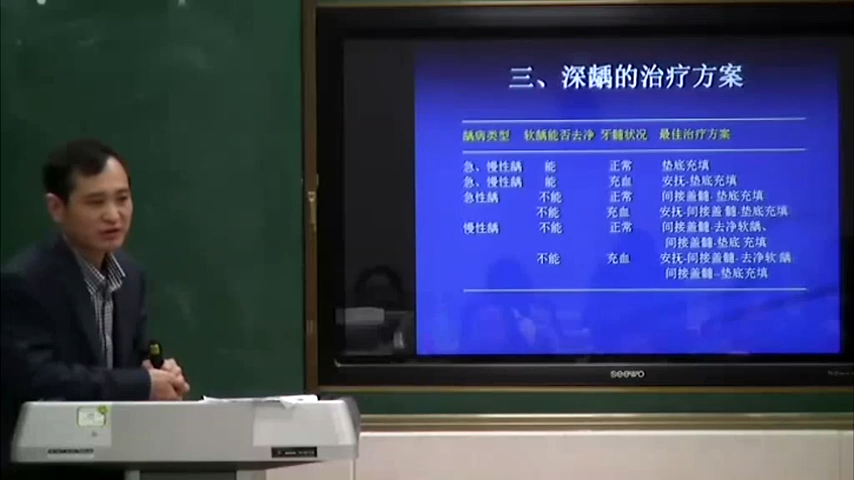 三、深龋的治疗方案
龋病类型 软龋能否去净 牙髓状况 最佳治疗方案
急、慢性龋 能 正常 垫底充填
急、慢性龋 能 充血 安抚-垫底充填
急性龋 不能 正常 间接盖髓-垫底充填
不能 充血 安抚-间接盖髓-垫底充填
慢性龋 不能 正常 间接盖髓-去净软龋、
间接盖髓-垫底充填
不能 充血 安抚-间接盖髓-去净软龋
间接盖髓-垫底充填
seewo